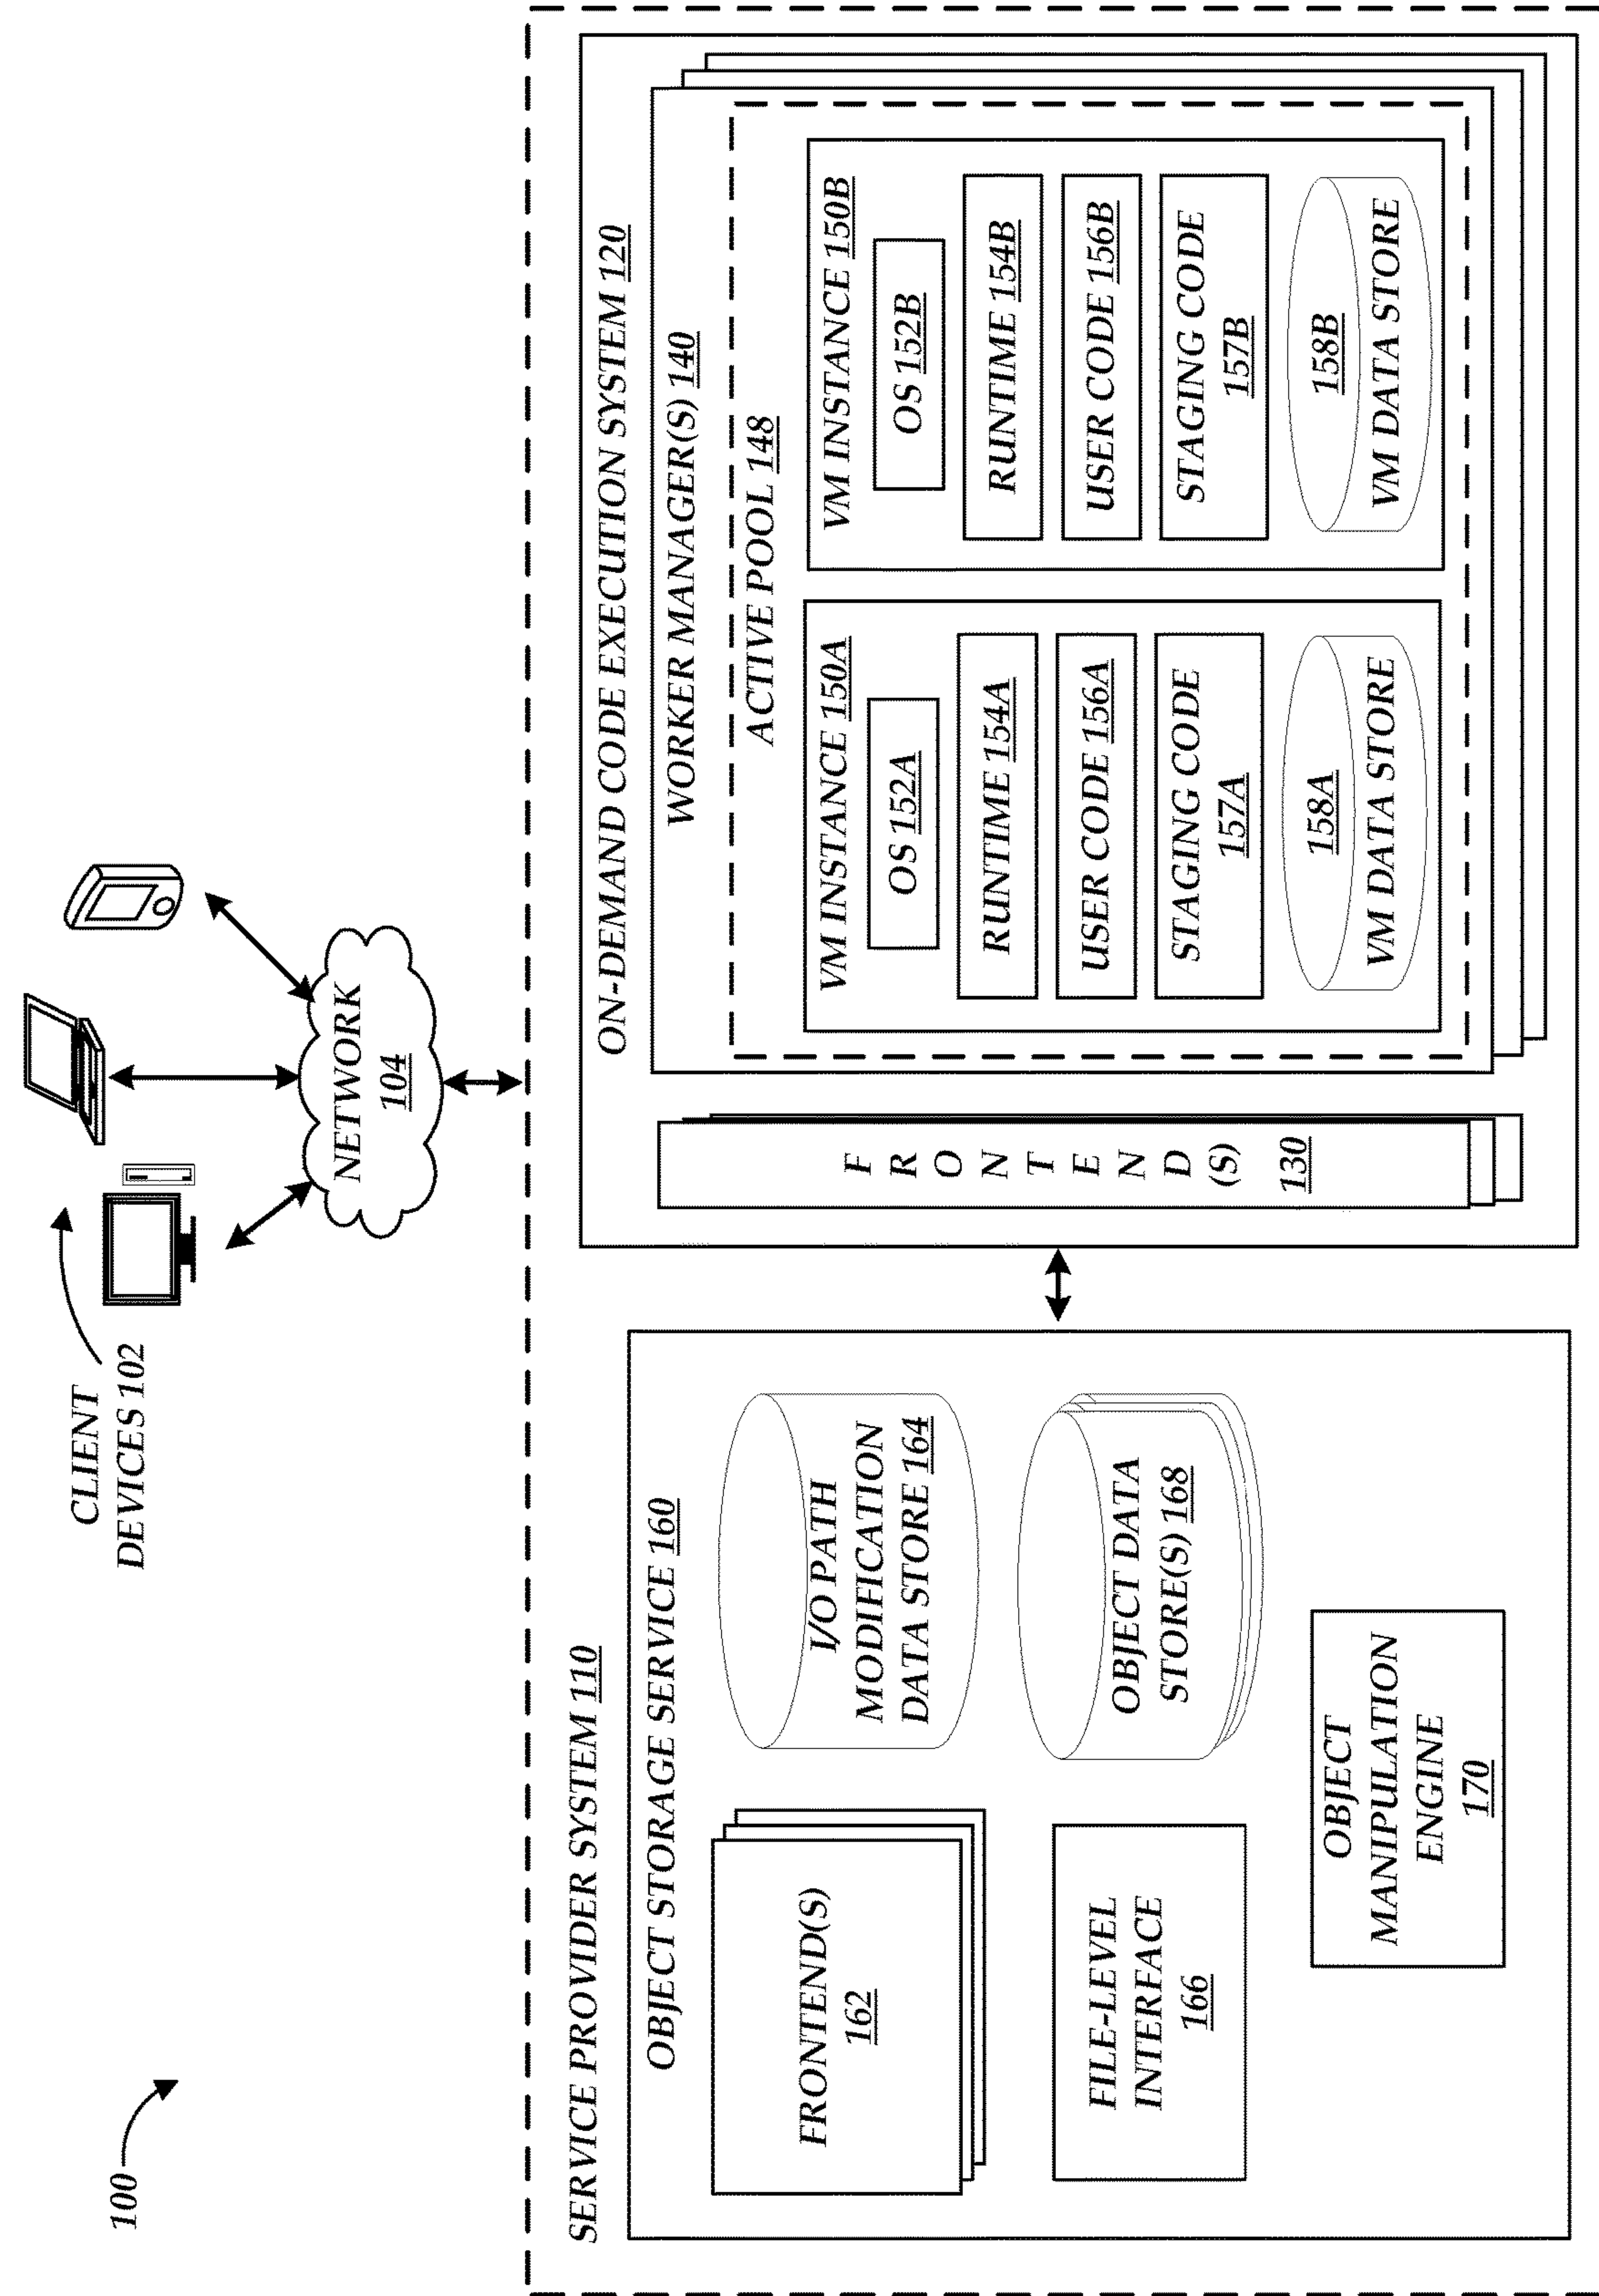 100
CLIENT
DEVICES 102
NETWORK
104
SERVICE PROVIDER SYSTEM 110
OBJECT STORAGE SERVICE 160
FRONTEND(S)
162
I/O PATH
MODIFICATION
DATA STORE 164
FILE-LEVEL
INTERFACE
166
OBJECT DATA
STORE(S) 168
OBJECT
MANIPULATION
ENGINE
170
ON-DEMAND CODE EXECUTION SYSTEM 120
F
R
O
N
T
E
N
D
(S)
130
WORKER MANAGER(S) 140
ACTIVE POOL 148
VM INSTANCE 150A
OS 152A
RUNTIME 154A
USER CODE 156A
STAGING CODE
157A
158A
VM DATA STORE
VM INSTANCE 150B
OS 152B
RUNTIME 154B
USER CODE 156B
STAGING CODE
157B
158B
VM DATA STORE